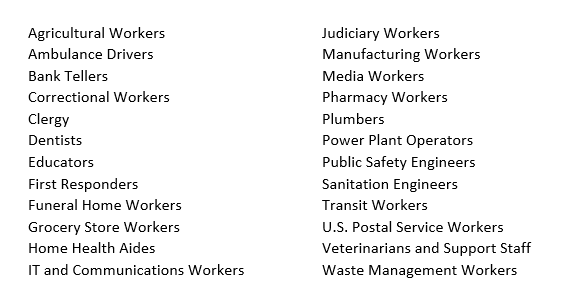 Agricultural Workers
Ambulance Drivers
Bank Tellers
Correctional Workers
Clergy
Dentists
Educators
First Responders
Funeral Home Workers
Grocery Store Workers
Home Health Aides
IT and Communications Workers
Judiciary Workers
Manufacturing Workers
Media Workers
Pharmacy Workers
Plumbers
Power Plant Operators
Public Safety Engineers
Sanitation Engineers
Transit Workers
U.S. Postal Service Workers
Veterinarians and Support Staff
Waste Management Workers